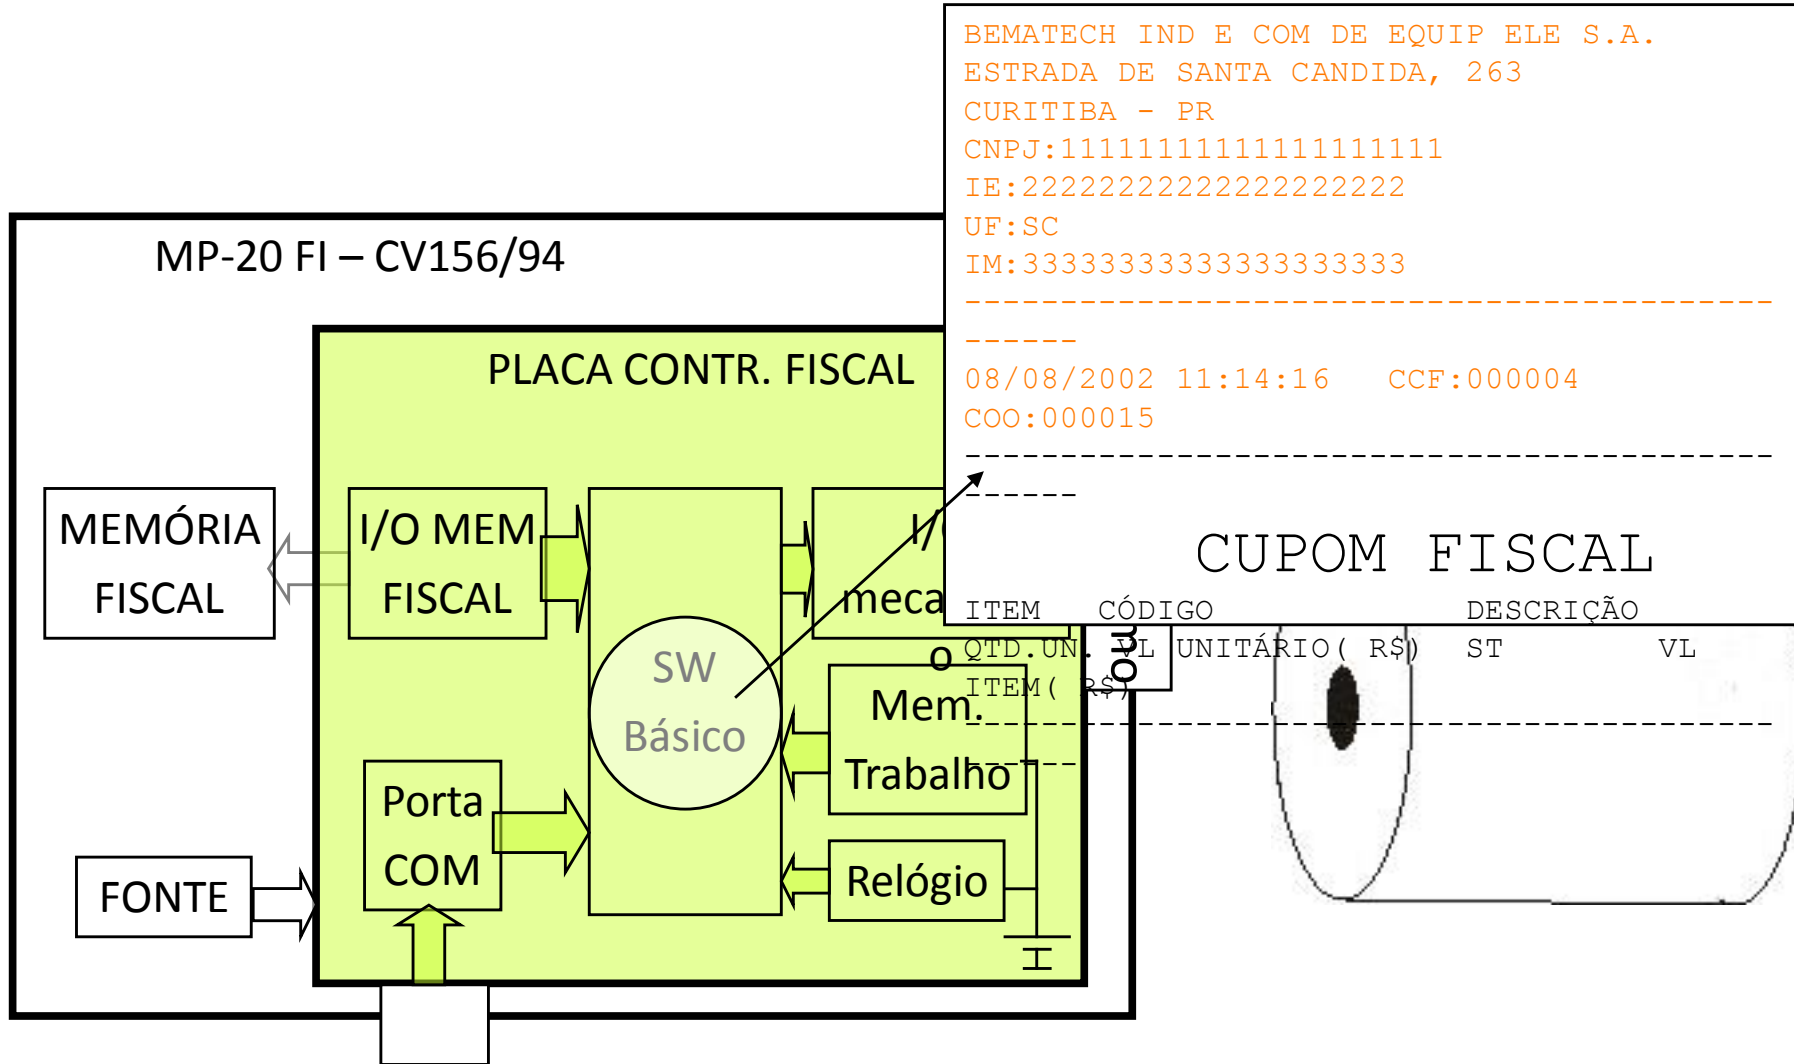 BEMATECH IND E COM DE EQUIP ELE S.A.
ESTRADA DE SANTA CANDIDA, 263
CURITIBA - PR
CNPJ:11111111111111111111
IE:22222222222222222222
UF:SC
IM:33333333333333333333
------------------------------------------
------
08/08/2002 11:14:16 CCF:000004
COO:000015
------------------------------------------
------
CUPOM FISCAL
ITEM CÓDIGO DESCRIÇÃO
QTD.UN. VL UNITÁRIO( R$) ST VL
ITEM( R$)
------------------------------------------
------
MP-20 FI – CV156/94
PLACA CONTR. FISCAL
MEMÓRIA
FISCAL
I/O MEM
FISCAL
SW
Básico
Mem.
Trabalho
Porta
COM
Relógio
FONTE